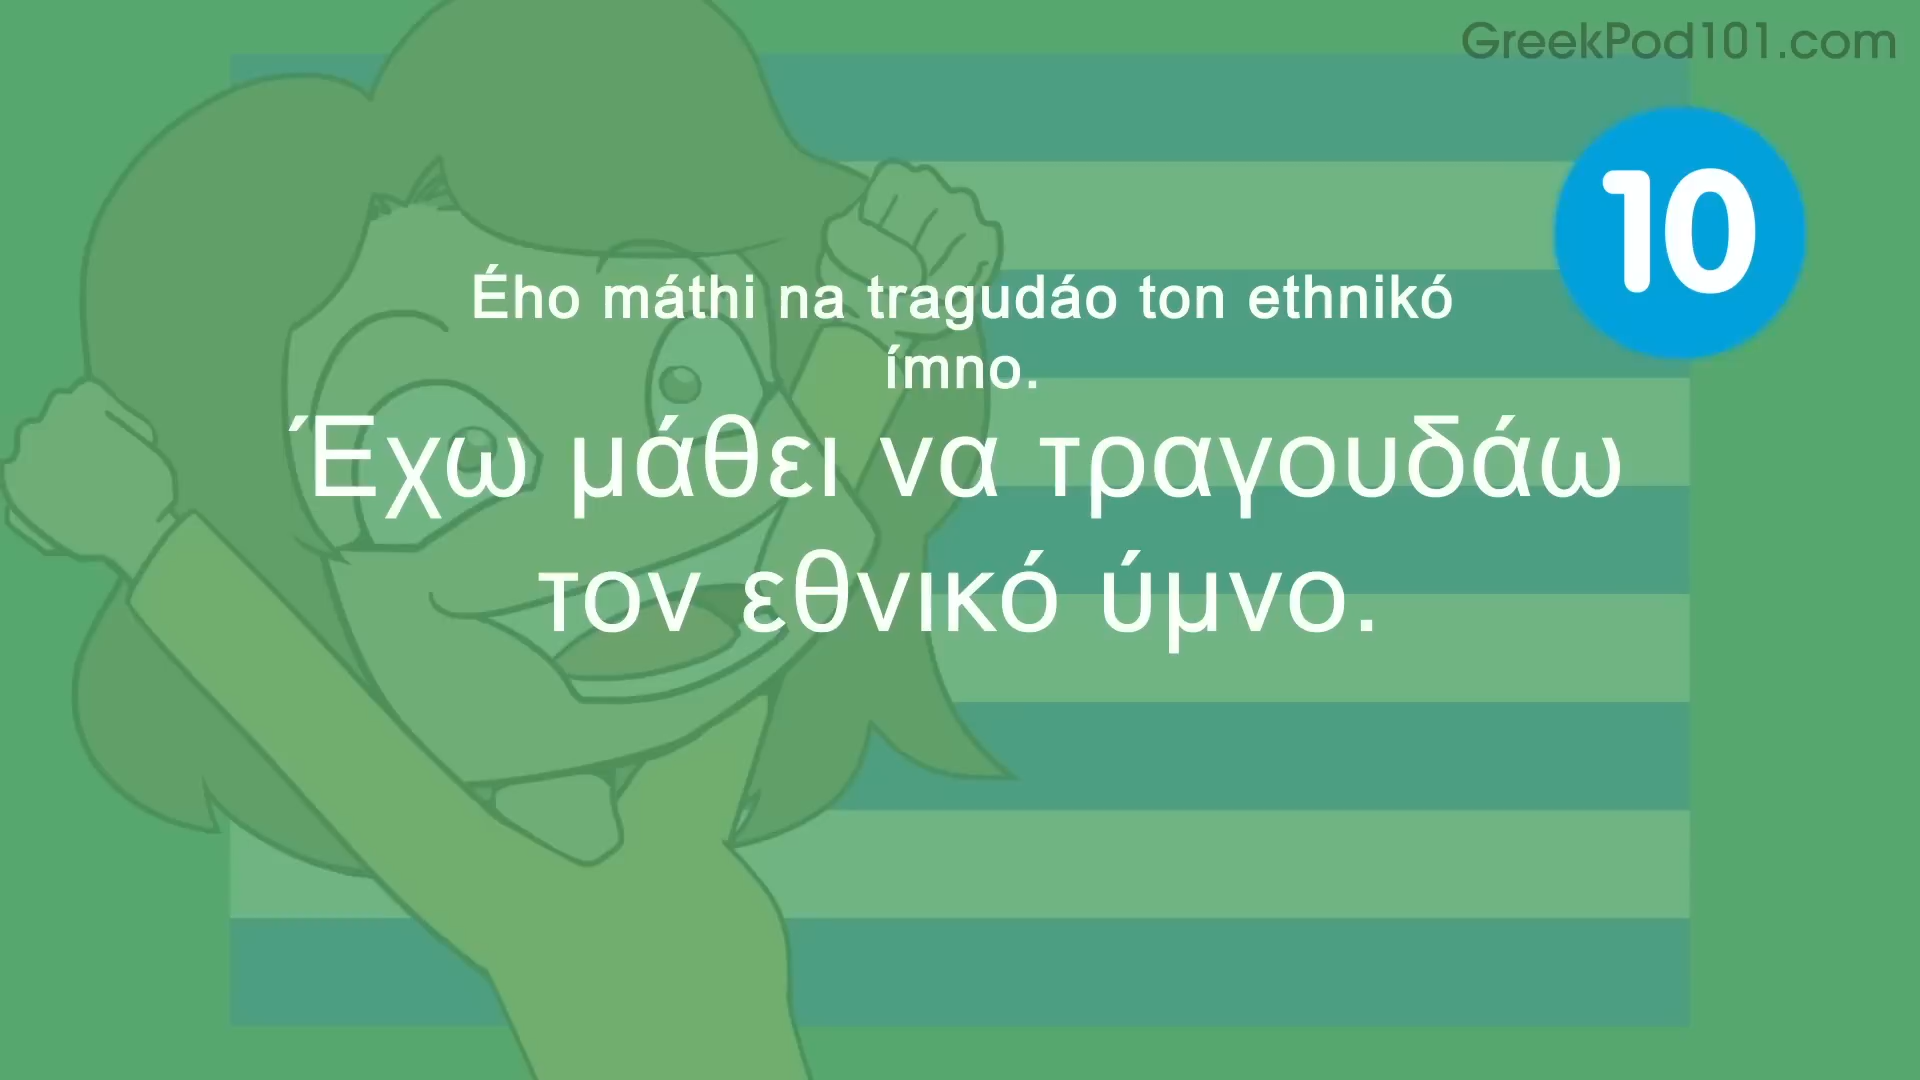 GreekPod101.com
10
Ého máthi na tragudáo ton ethnikó
ímno.
Έχω μάθει να τραγουδάω
τον εθνικό ύμνο.